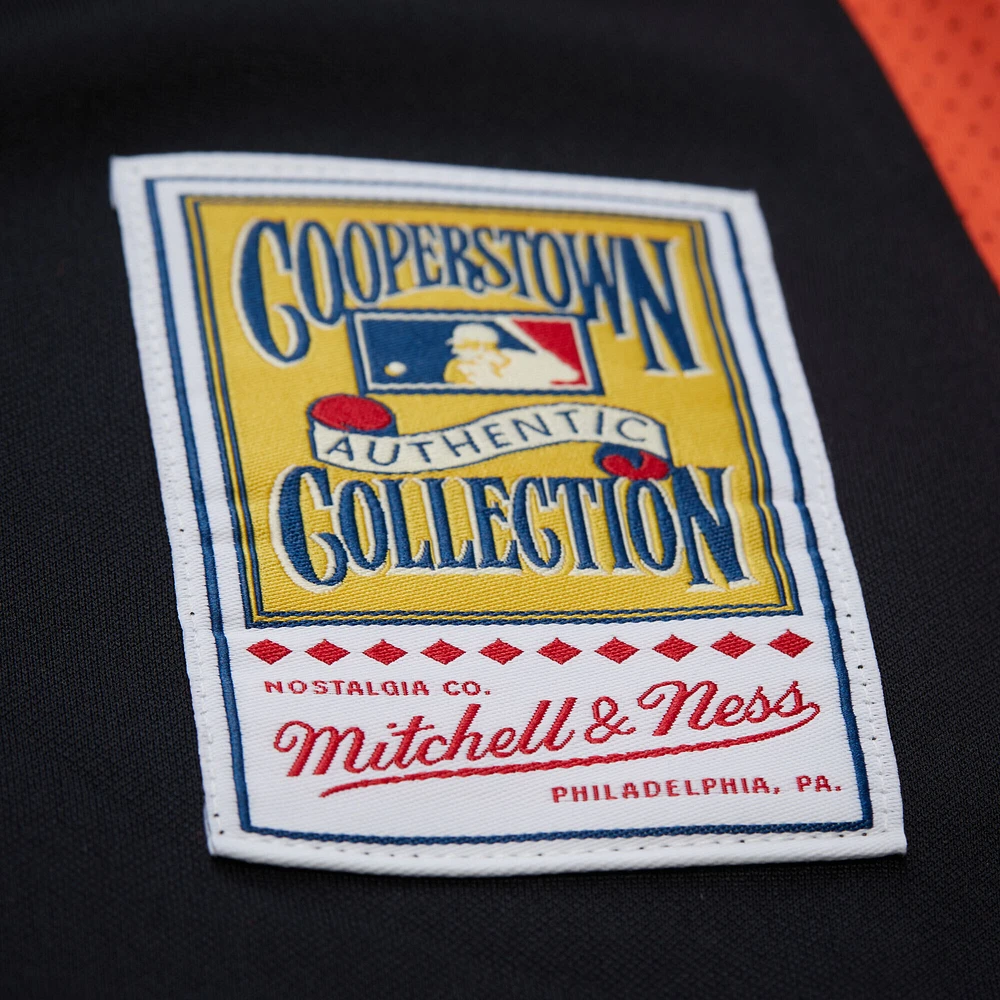 COOPERSTOWN
AUTHENTIC
COLLECTION
NOSTALGIA CO.
Mitchell & Ness
PHILADELPHIA, PA.